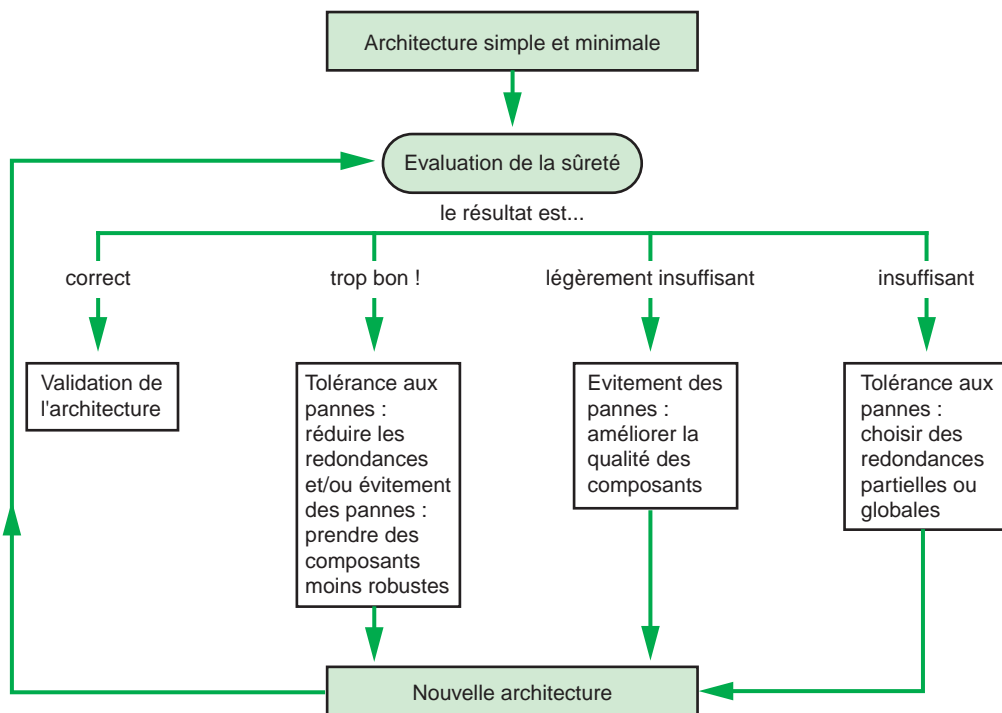 Architecture simple et minimale
Evaluation de la sûreté
le résultat est...
correct
trop bon !
légèrement insuffisant
insuffisant
Validation de
l'architecture
Tolérance aux
pannes :
réduire les
redondances
et/ou évitement
des pannes :
prendre des
composants
moins robustes
Evitement des
pannes :
améliorer la
qualité des
composants
Tolérance aux
pannes :
choisir des
redondances
partielles ou
globales
Nouvelle architecture